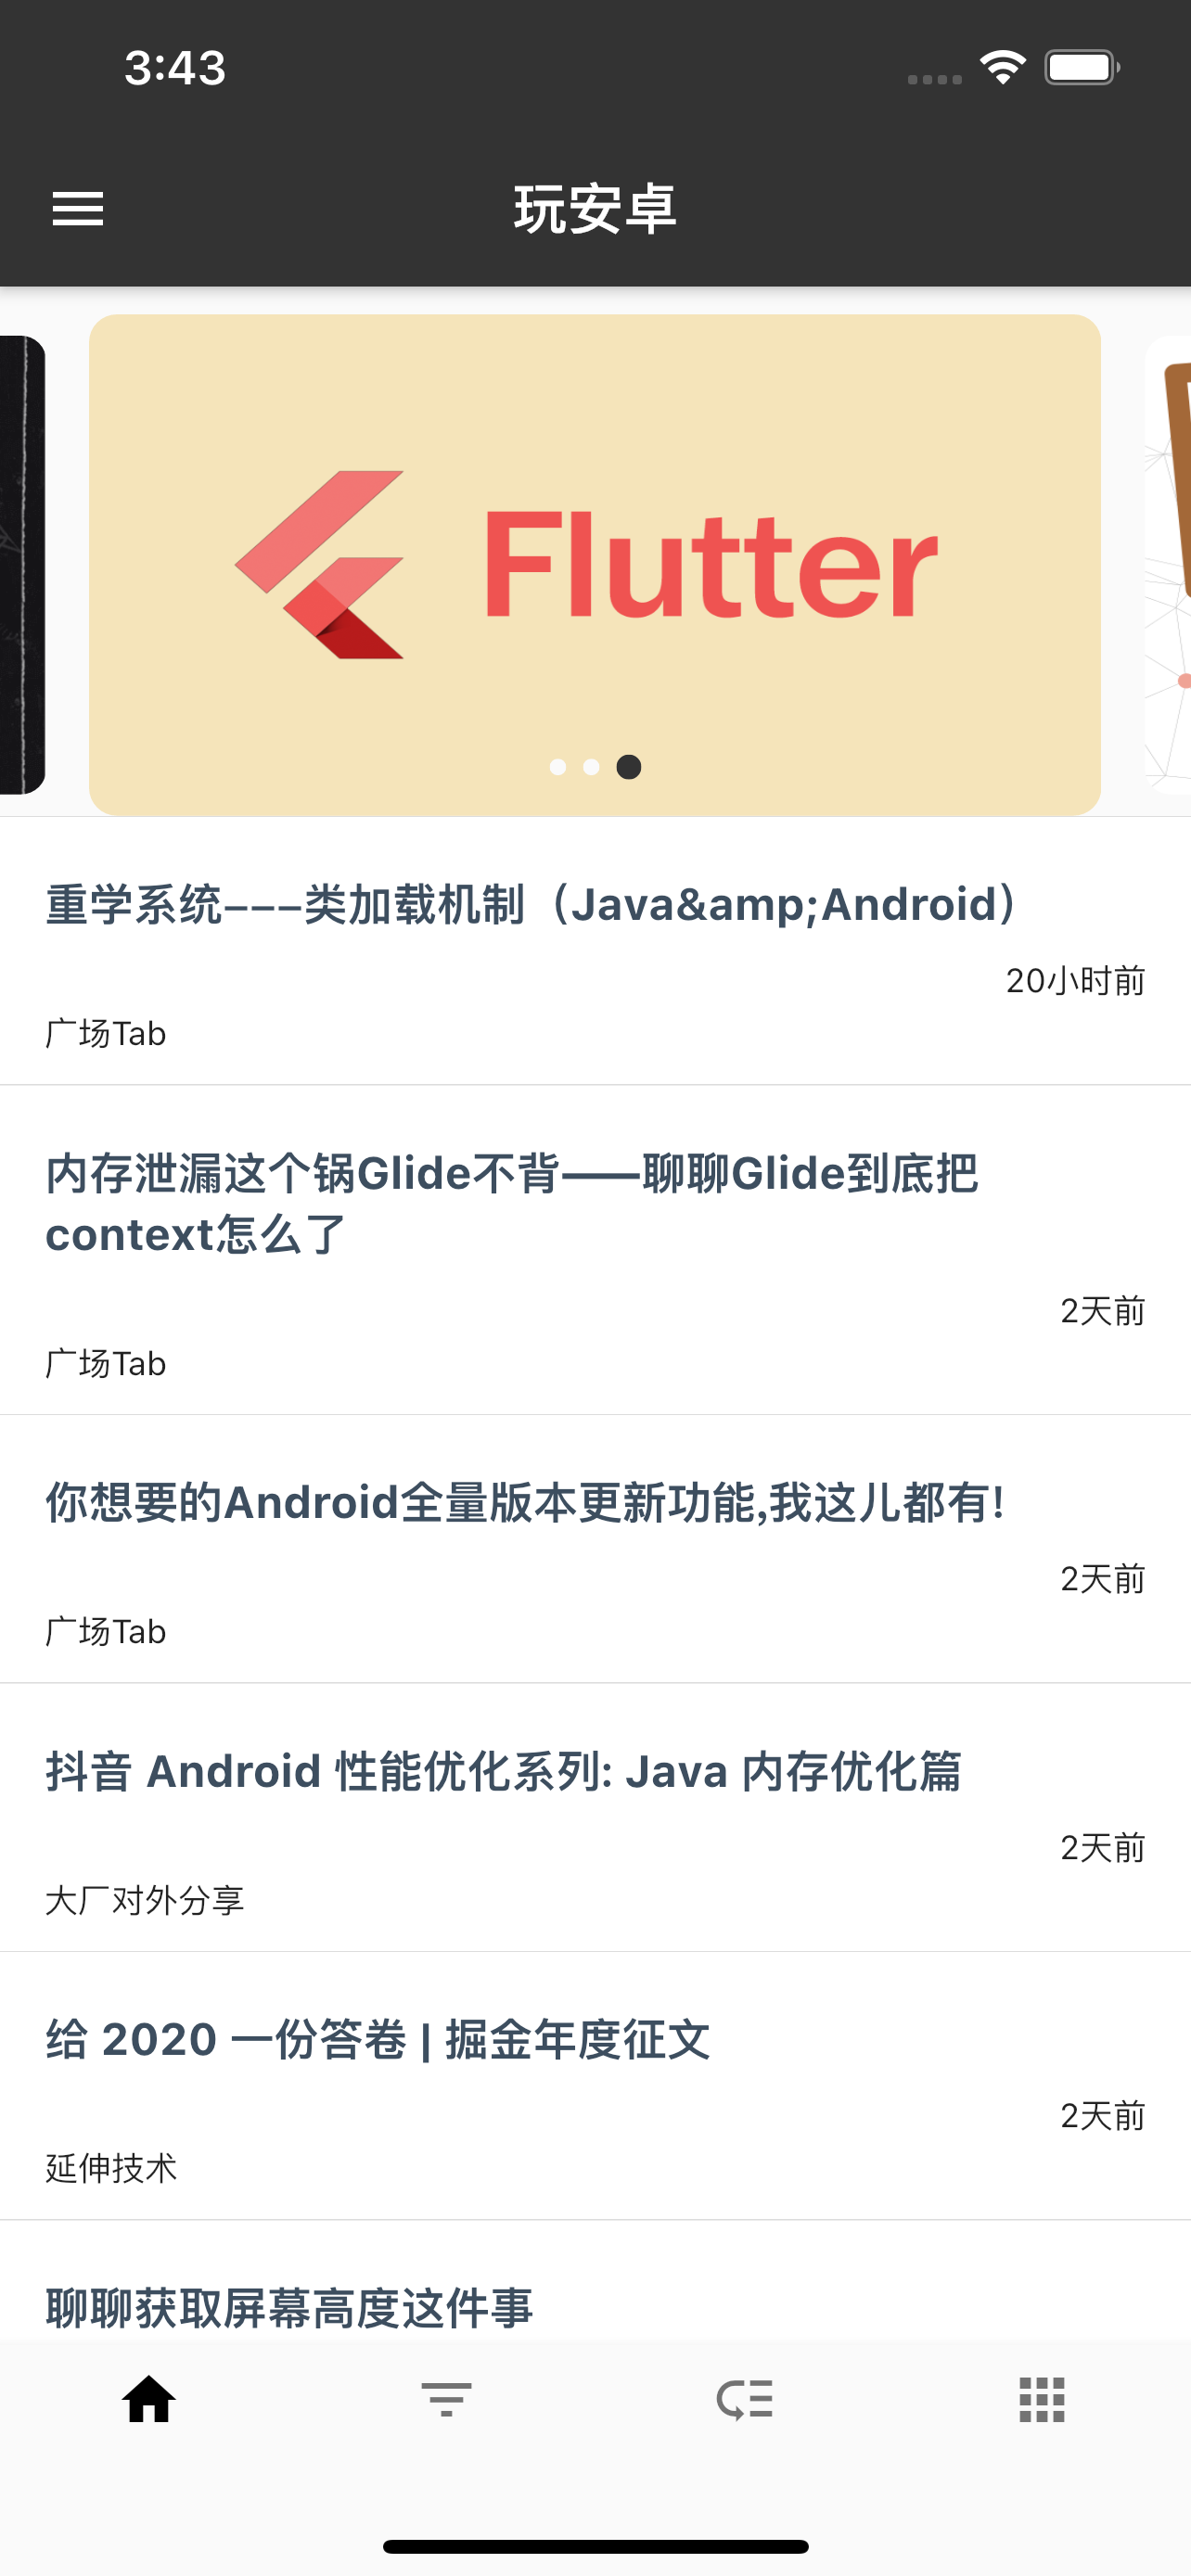 3:43
玩安卓
Flutter
重学系统---类加载机制（Java&amp;Android）
20小时前
广场Tab
内存泄漏这个锅Glide不背——聊聊Glide到底把
context怎么了
2天前
广场Tab
你想要的Android全量版本更新功能,我这儿都有!
2天前
广场Tab
抖音 Android 性能优化系列: Java 内存优化篇
2天前
大厂对外分享
给 2020 一份答卷 | 掘金年度征文
2天前
延伸技术
聊聊获取屏幕高度这件事